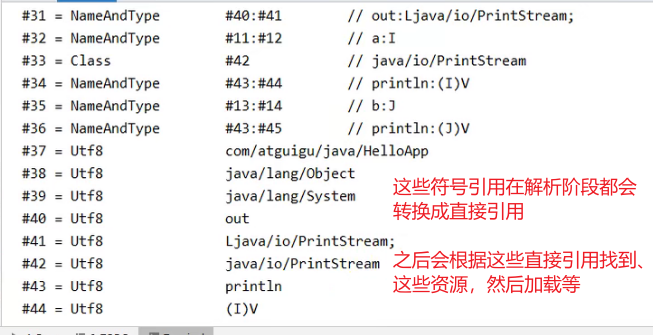 #31 = NameAndType #40:#41 // out:Ljava/io/PrintStream;
#32 = NameAndType #11:#12 // a:I
#33 = Class #42 // java/io/PrintStream
#34 = NameAndType #43:#44 // println:(I)V
#35 = NameAndType #13:#14 // b:J
#36 = NameAndType #43:#45 // println:(J)V
#37 = Utf8 com/atguigu/java/HelloApp
#38 = Utf8 java/lang/Object
#39 = Utf8 java/lang/System
#40 = Utf8 out
#41 = Utf8 Ljava/io/PrintStream;
#42 = Utf8 java/io/PrintStream
#43 = Utf8 println
#44 = Utf8 (I)V
这些符号引用在解析阶段都会
转换成直接引用
之后会根据这些直接引用找到、
这些资源，然后加载等